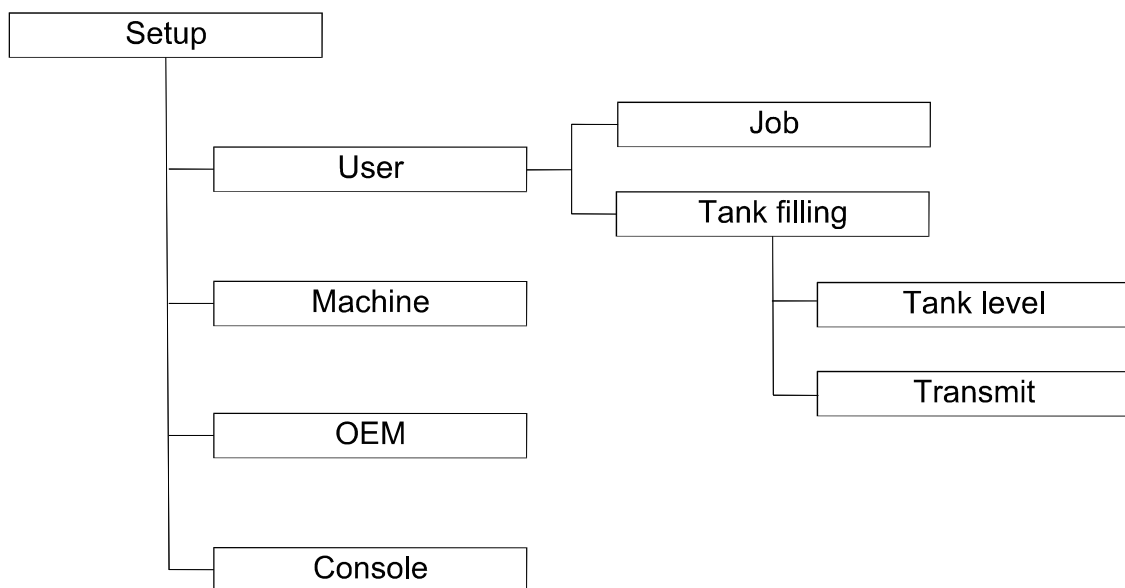 Setup
Job
User
Tank filling
Machine
Tank level
Transmit
OEM
Console